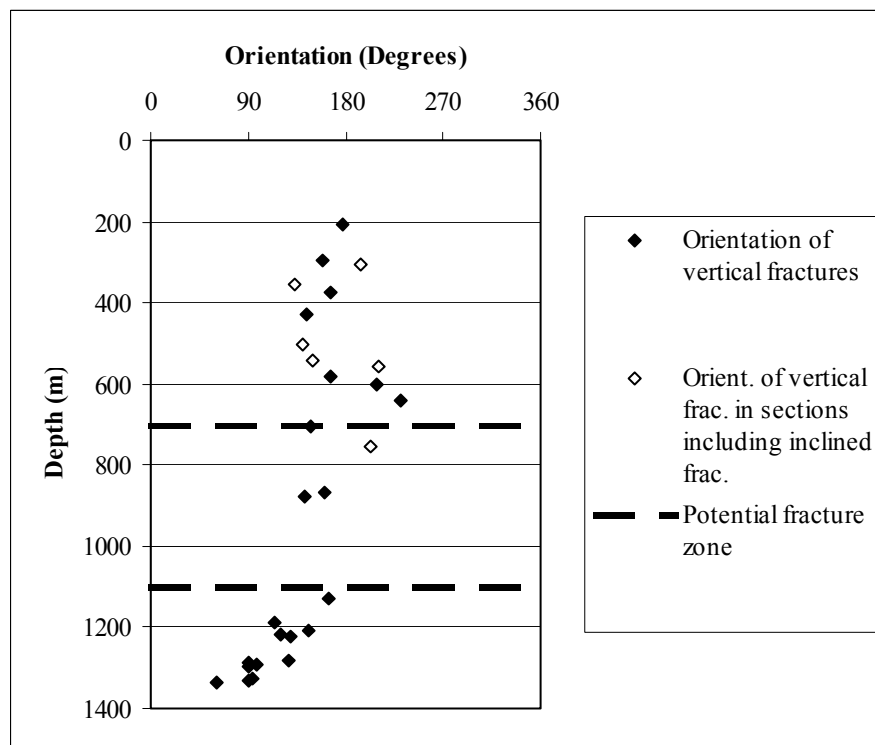 Orientation (Degrees)
0 90 180 270 360
0
200
400
600
800
1000
1200
1400
Depth (m)
Orientation of
vertical fractures
Orient. of vertical
frac. in sections
including inclined
frac.
Potential fracture
zone